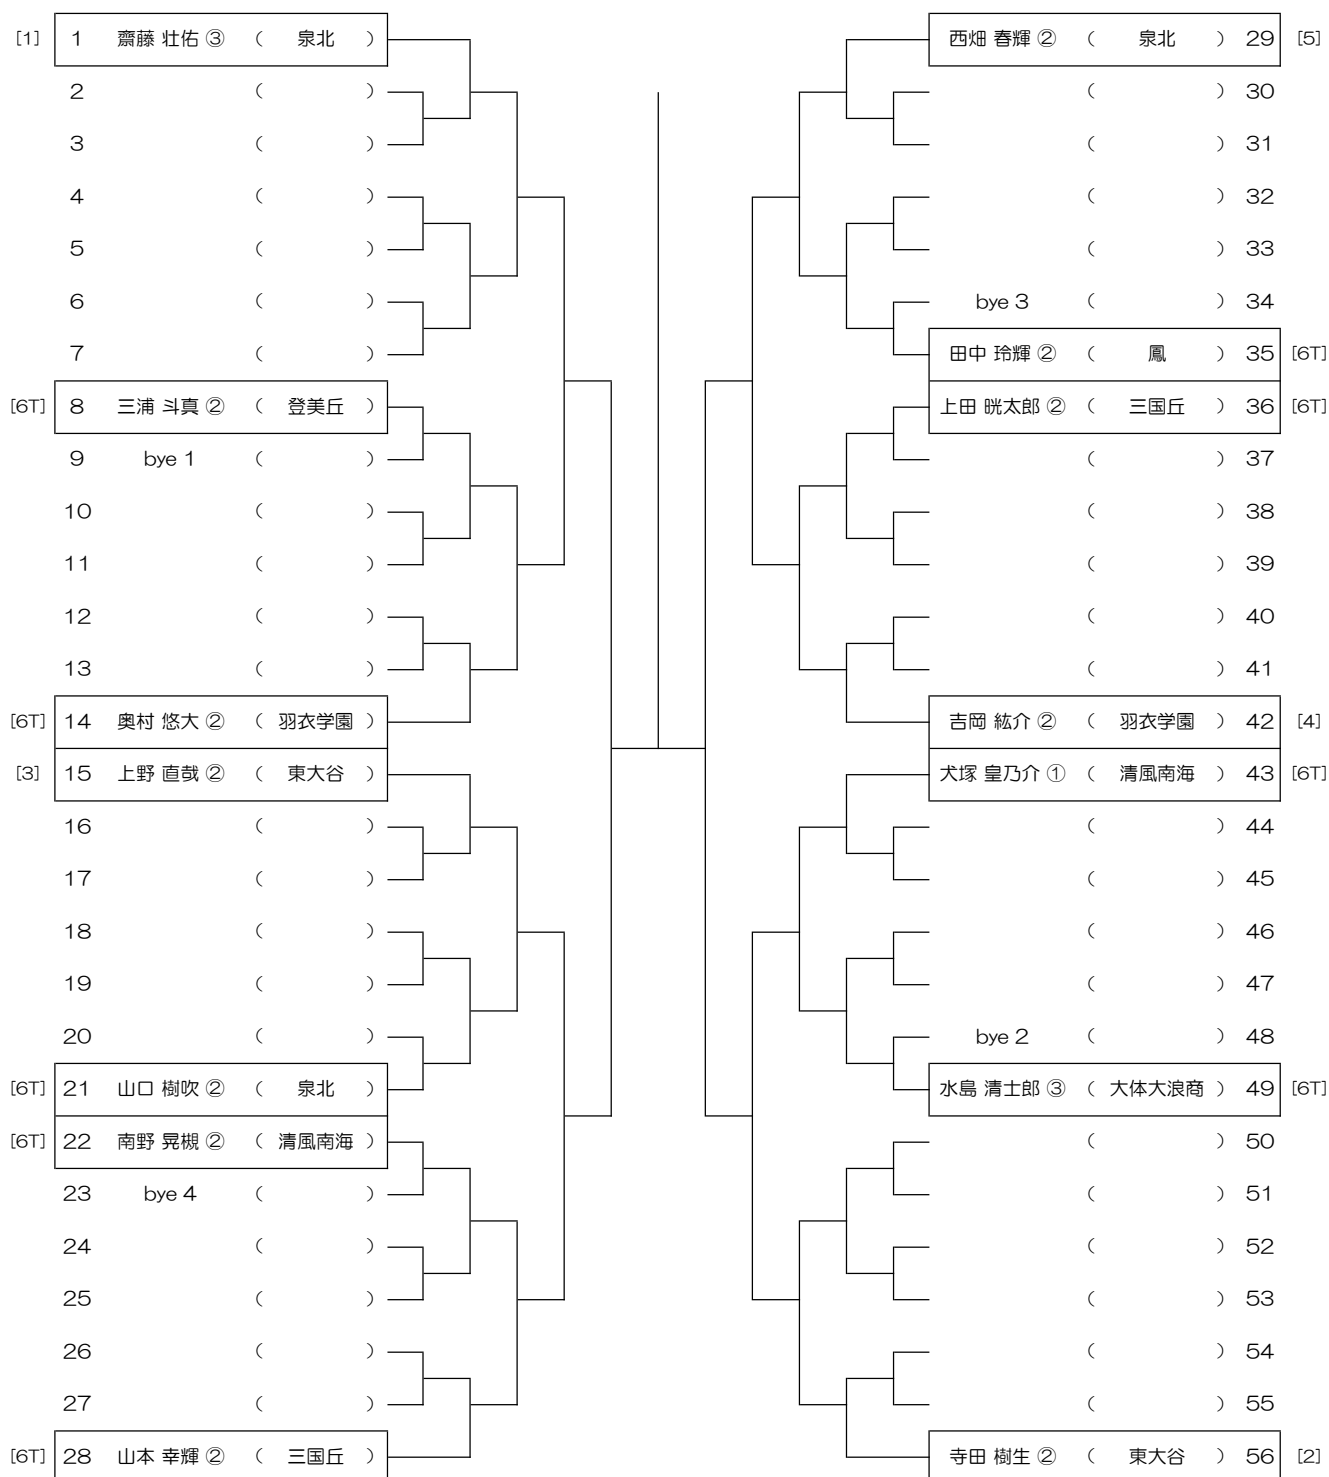 [1] 1 齋藤 壮佑 ③ ( 泉北 )
2 ( )
3 ( )
4 ( )
5 ( )
6 ( )
7 ( )
[6T] 8 三浦 斗真 ② ( 登美丘 )
9 bye 1 ( )
10 ( )
11 ( )
12 ( )
13 ( )
[6T] 14 奥村 悠大 ② ( 羽衣学園 )
[3] 15 上野 直哉 ② ( 東大谷 )
16 ( )
17 ( )
18 ( )
19 ( )
20 ( )
[6T] 21 山口 樹吹 ② ( 泉北 )
[6T] 22 南野 晃槻 ② ( 清風南海 )
23 bye 4 ( )
24 ( )
25 ( )
26 ( )
27 ( )
[6T] 28 山本 幸輝 ② ( 三国丘 )
西畑 春輝 ② ( 泉北 ) 29 [5]
( ) 30
( ) 31
( ) 32
( ) 33
bye 3 ( ) 34
田中 玲輝 ② ( 鳳 ) 35 [6T]
上田 晄太郎 ② ( 三国丘 ) 36 [6T]
( ) 37
( ) 38
( ) 39
( ) 40
( ) 41
吉岡 紘介 ② ( 羽衣学園 ) 42 [4]
犬塚 皇乃介 ① ( 清風南海 ) 43 [6T]
( ) 44
( ) 45
( ) 46
( ) 47
bye 2 ( ) 48
水島 清士郎 ③ ( 大体大浪商 ) 49 [6T]
( ) 50
( ) 51
( ) 52
( ) 53
( ) 54
( ) 55
寺田 樹生 ② ( 東大谷 ) 56 [2]